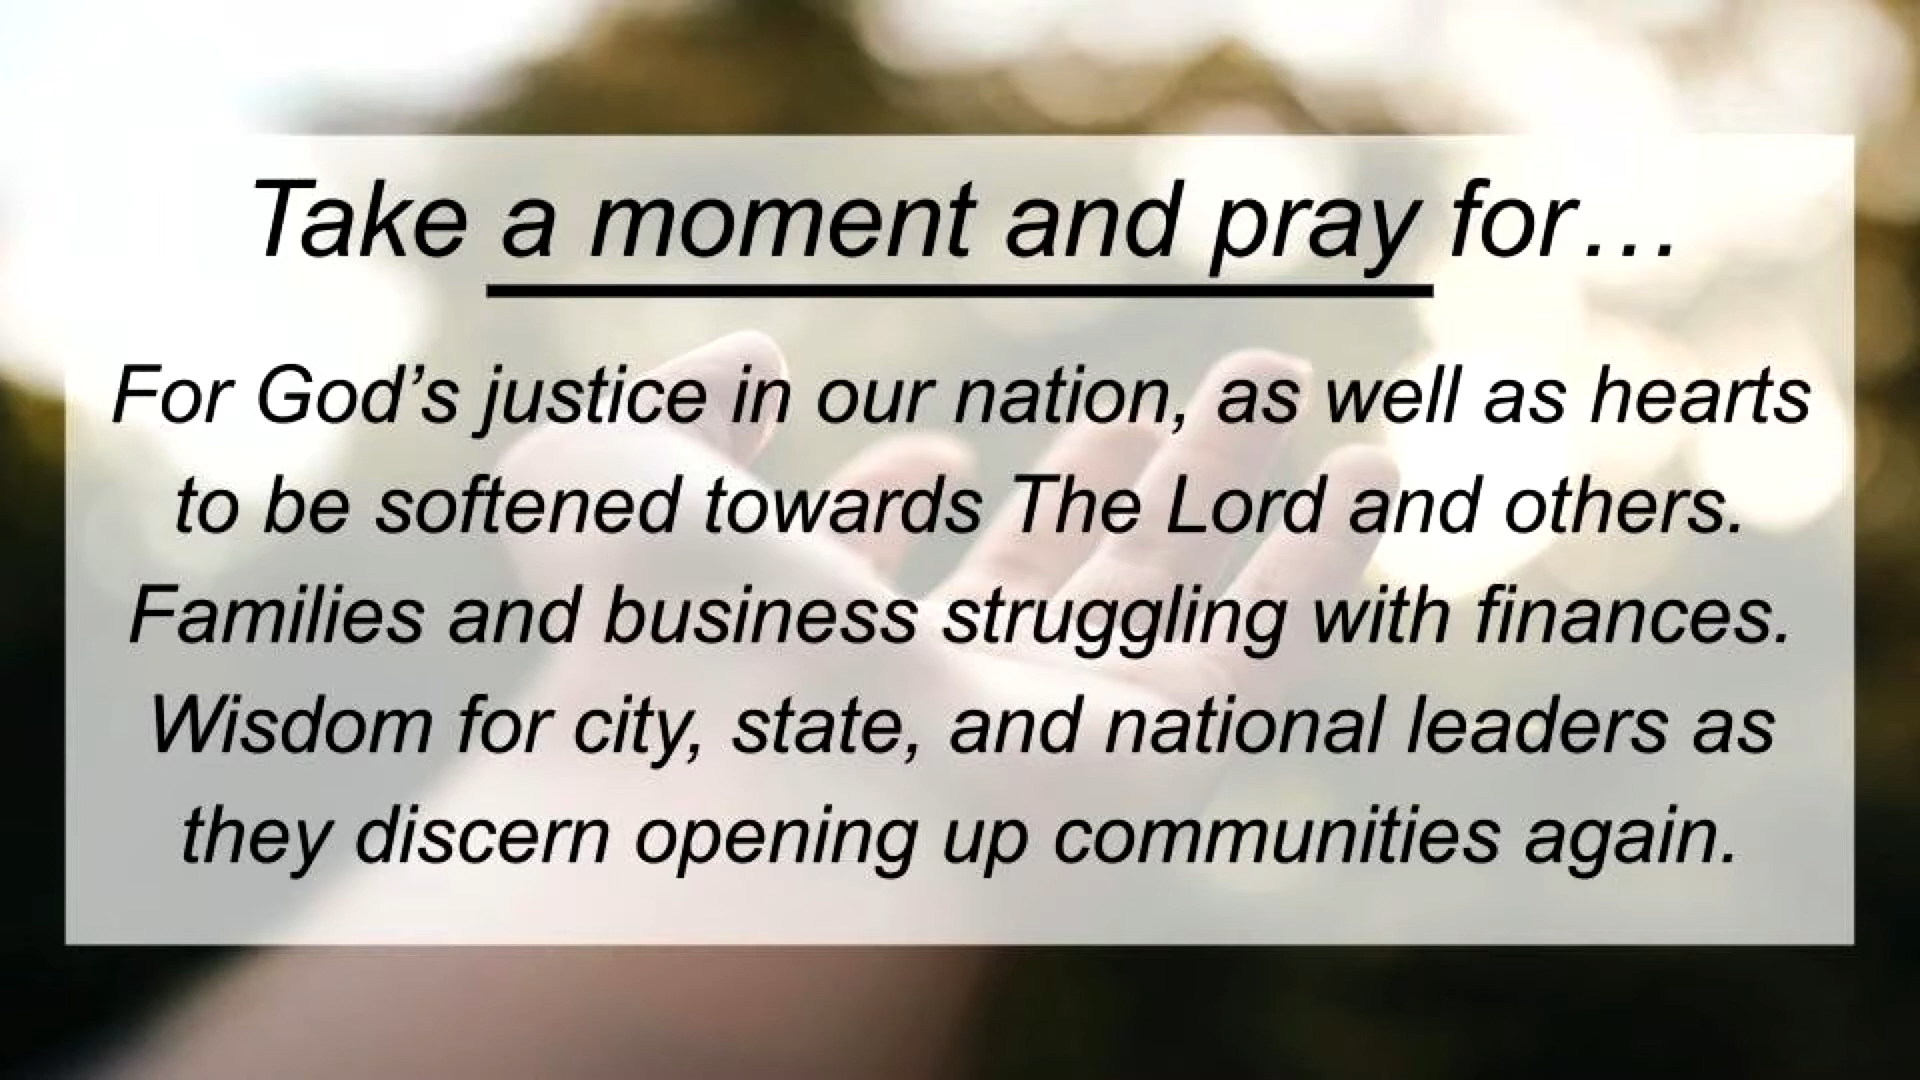 Take a moment and pray for…
For God’s justice in our nation, as well as hearts
to be softened towards The Lord and others.
Families and business struggling with finances.
Wisdom for city, state, and national leaders as
they discern opening up communities again.